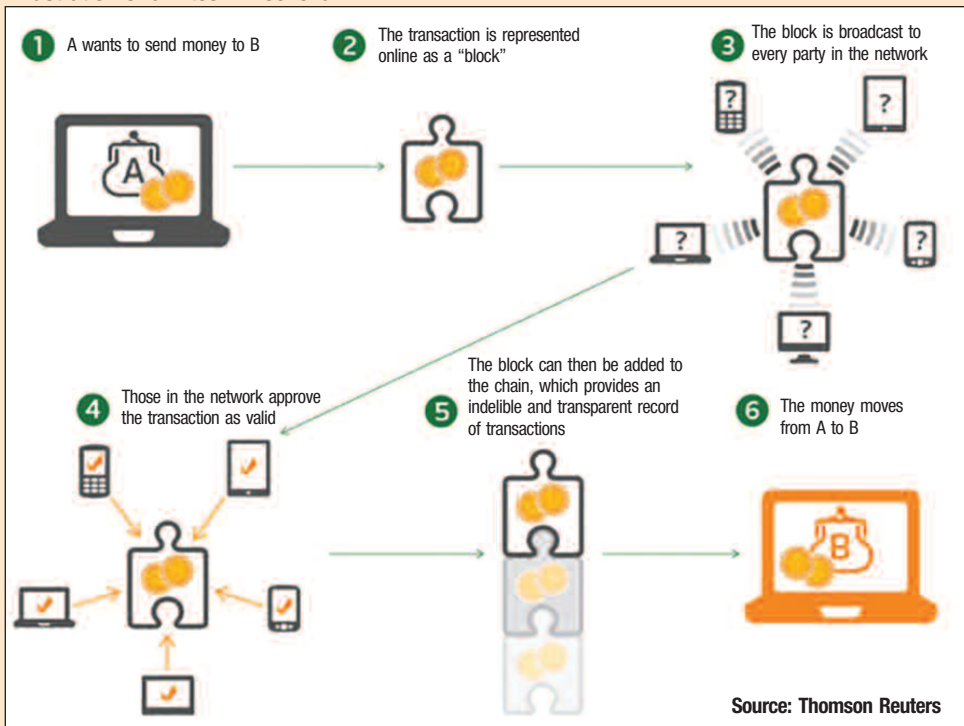 1 A wants to send money to B
2 The transaction is represented
online as a “block”
3 The block is broadcast to
every party in the network
A
?
?
?
?
?
4 Those in the network approve
the transaction as valid
5 The block can then be added to
the chain, which provides an
indelible and transparent record
of transactions
6 The money moves
from A to B
B
Source: Thomson Reuters